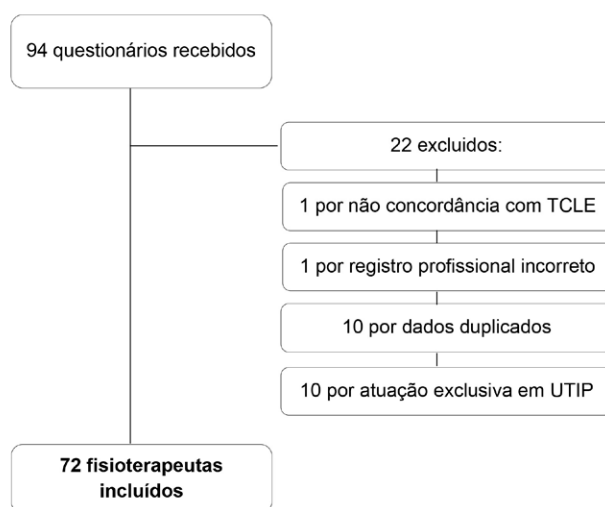 94 questionários recebidos
22 excluidos:
1 por não concordância com TCLE
1 por registro profissional incorreto
10 por dados duplicados
10 por atuação exclusiva em UTIP
72 fisioterapeutas
incluídos